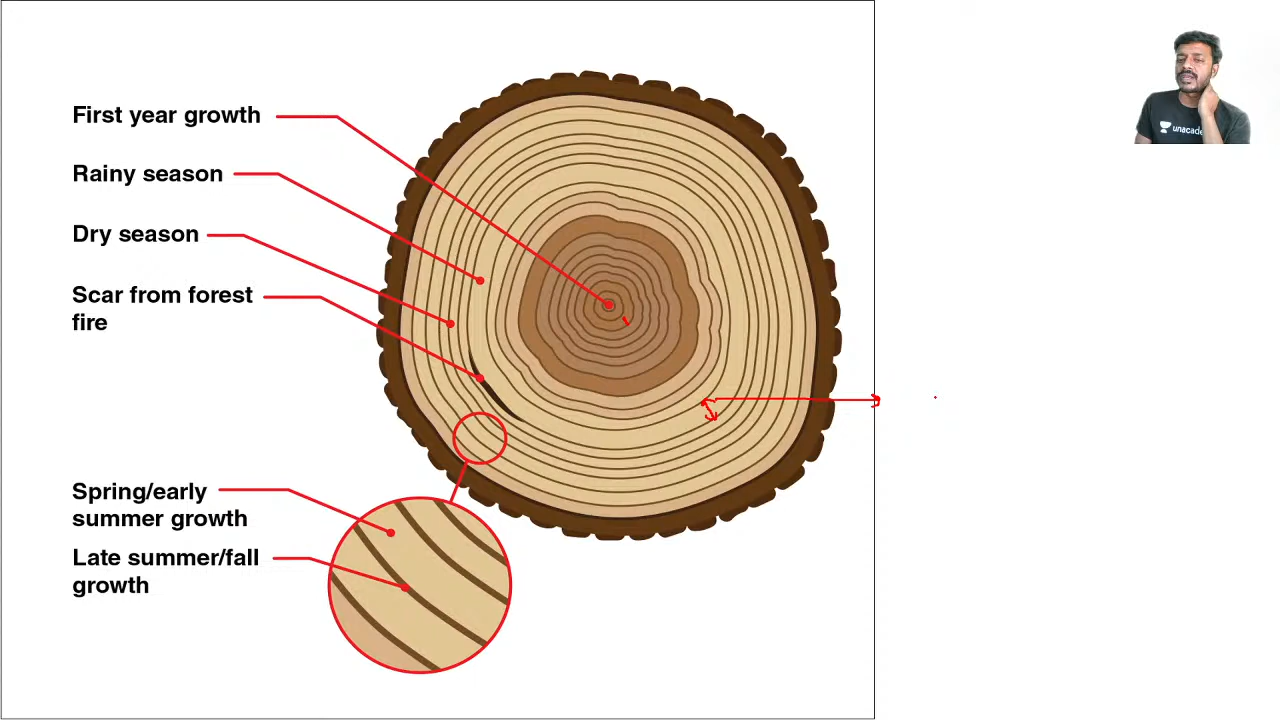 First year growth
Rainy season
Dry season
Scar from forest
fire
Spring/early
summer growth
Late summer/fall
growth
unacade